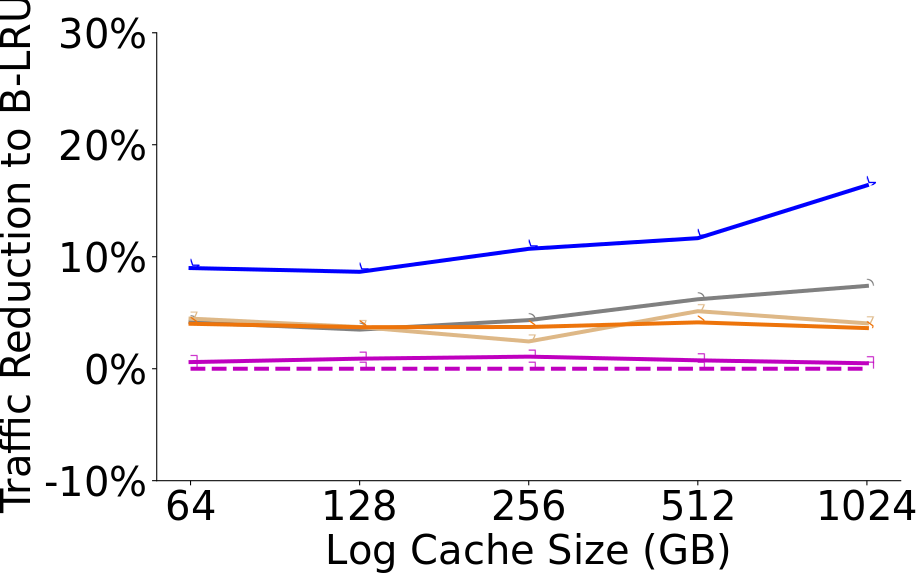 Traffic Reduction to B-LRU
30%
20%
10%
0%
-10%
64 128 256 512 1024
Log Cache Size (GB)